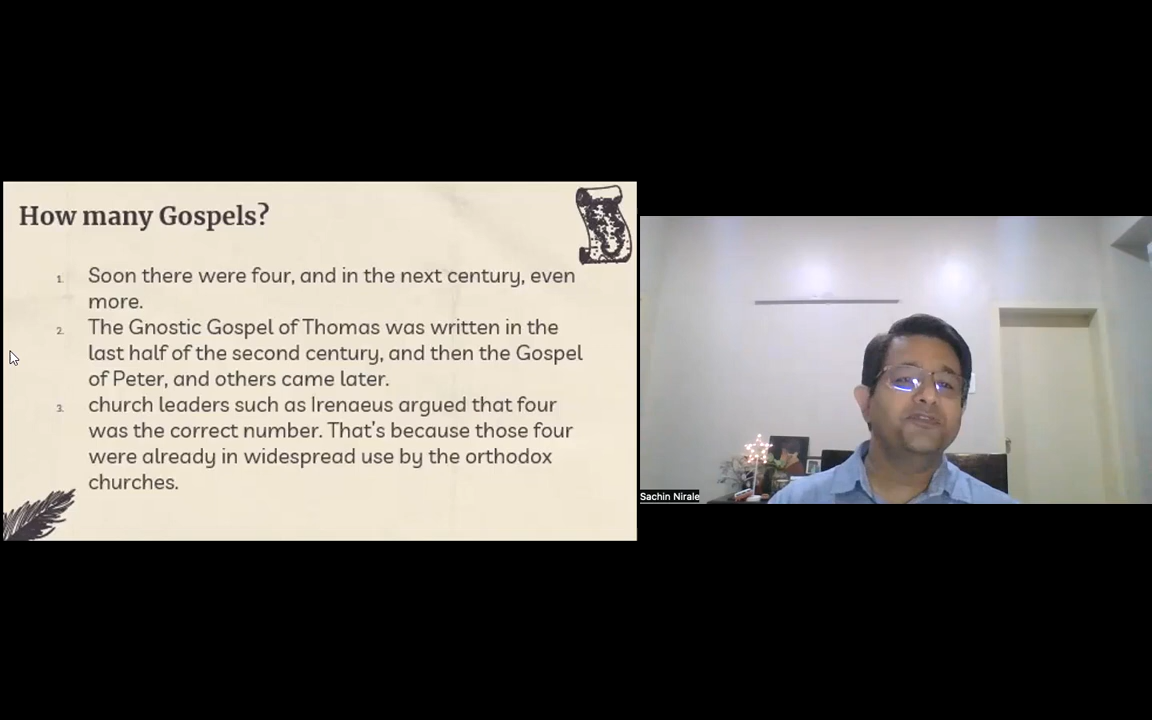 How many Gospels?
1. Soon there were four, and in the next century, even
more.
2. The Gnostic Gospel of Thomas was written in the
last half of the second century, and then the Gospel
of Peter, and others came later.
3. church leaders such as Irenaeus argued that four
was the correct number. That's because those four
were already in widespread use by the orthodox
churches.
Sachin Nirale